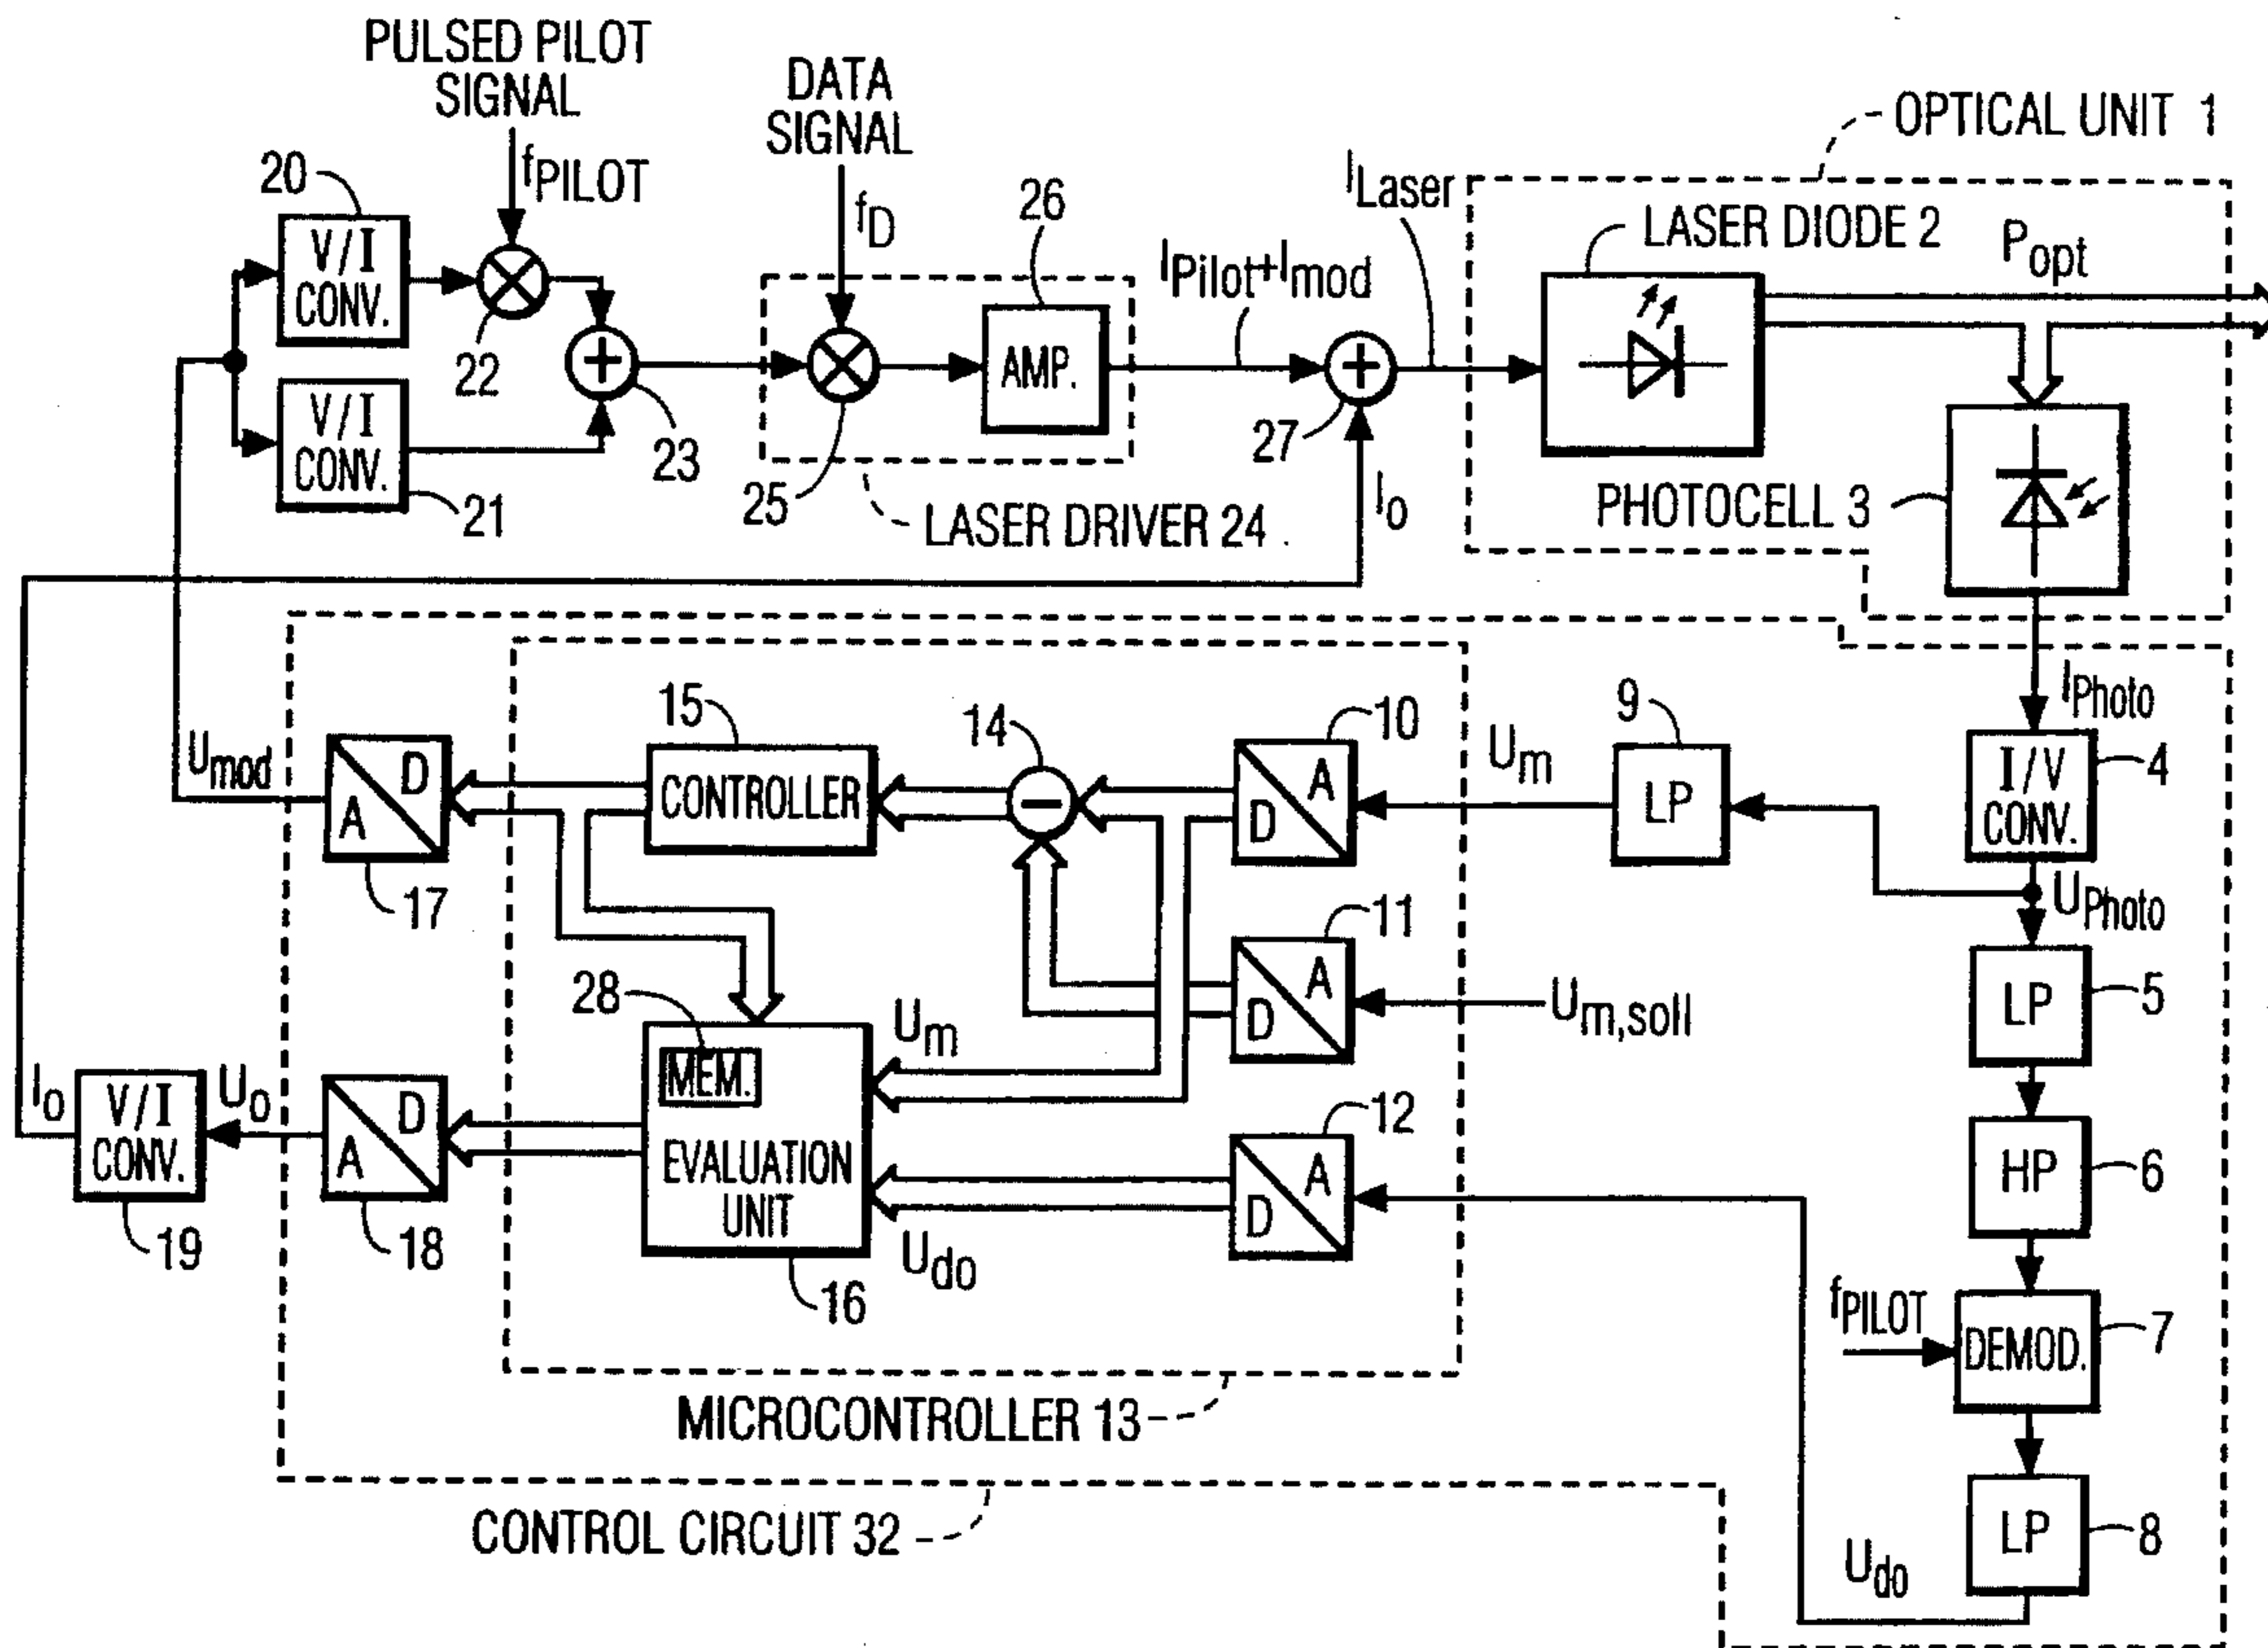 PULSED PILOT
SIGNAL
fPILOT
DATA
SIGNAL
fD
OPTICAL UNIT 1
20
V/I
CONV.
22
V/I
CONV.
21
+
23
25
26
AMP.
LASER DRIVER 24
IPilot+Imod
ILaser
+
27
Io
LASER DIODE 2
Popt
PHOTOCELL 3
IPhoto
I/V
CONV.
4
UPhoto
LP
5
HP
6
fPILOT
DEMOD.
7
LP
8
Udo
9
LP
Um
10
A
D
11
A
D
Um,soll
12
A
D
14
−
15
CONTROLLER
Umod
D
A
17
28
MEM.
EVALUATION
UNIT
16
Um
Udo
D
A
18
Uo
V/I
CONV.
19
Io
MICROCONTROLLER 13
CONTROL CIRCUIT 32